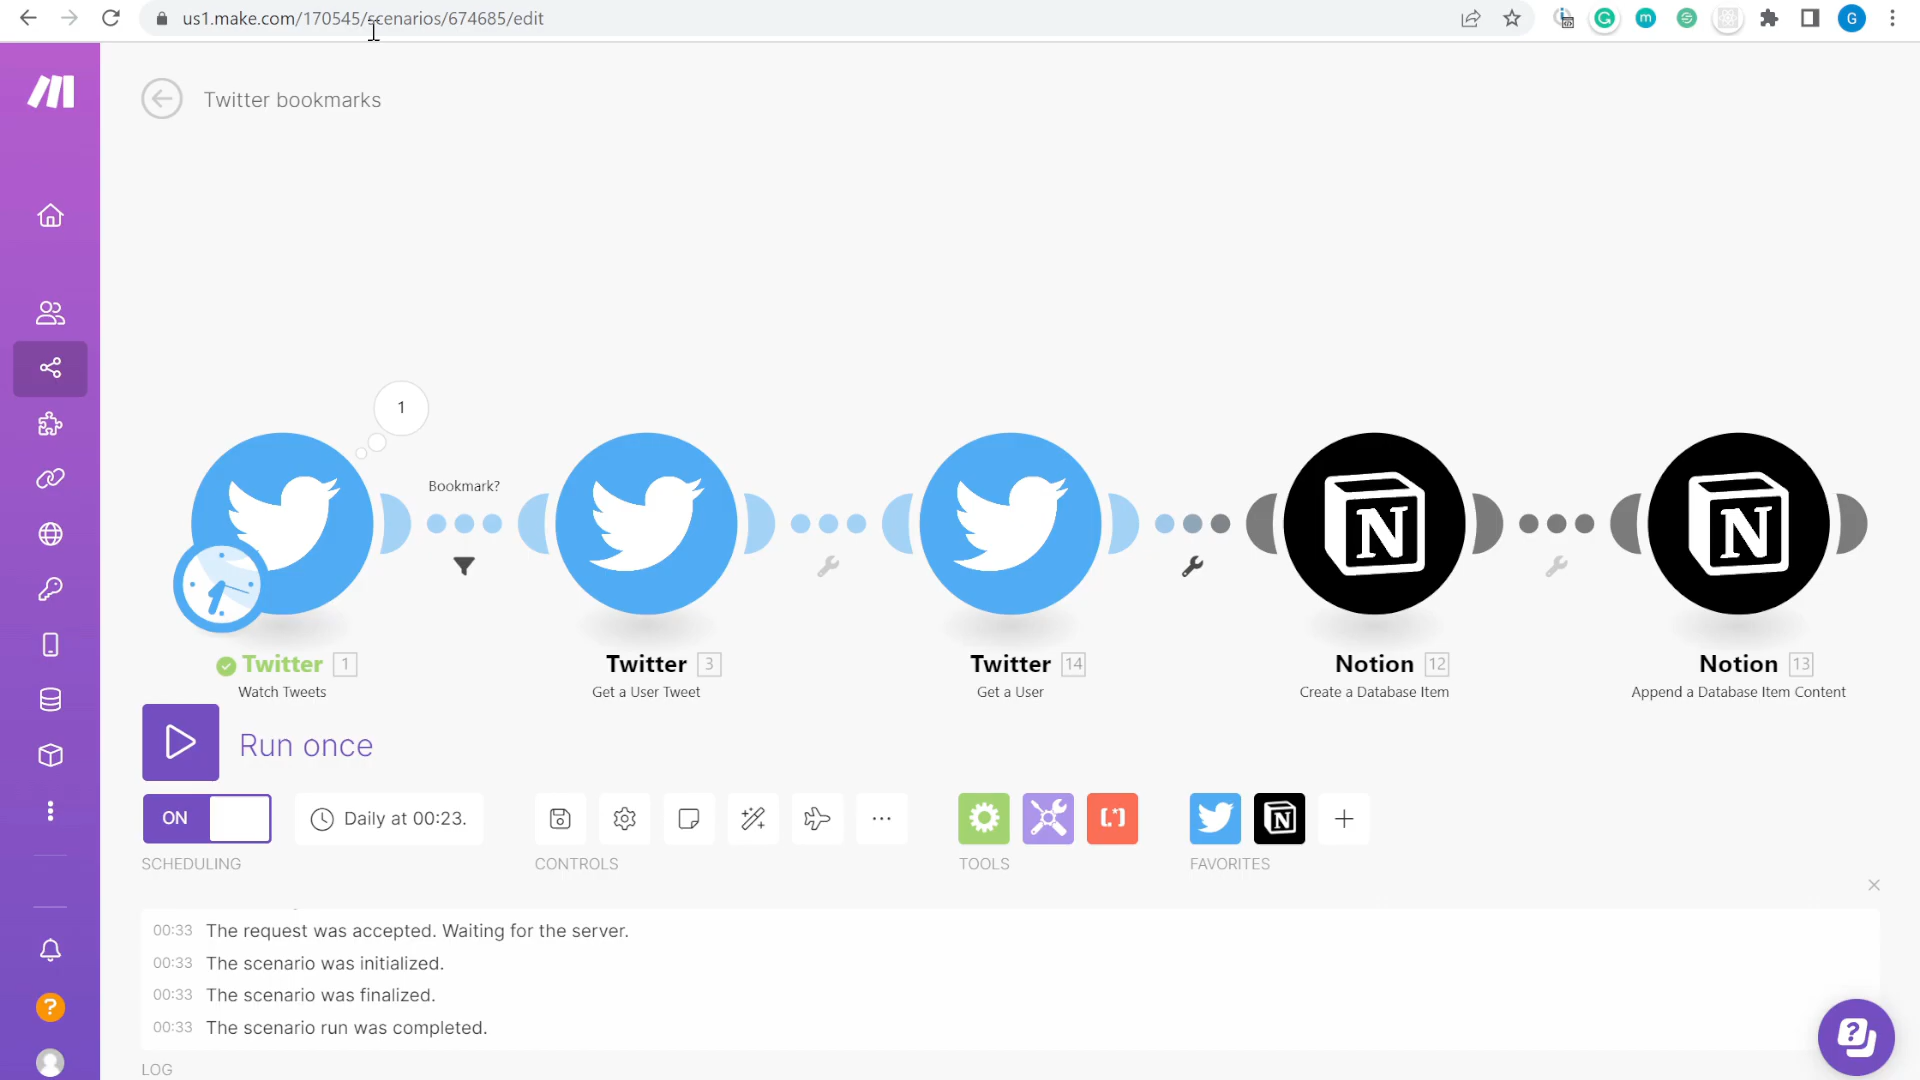 us1.make.com/170545/scenarios/674685/edit
G
m
G
Twitter bookmarks
1
Bookmark?
N
N
Twitter 1
Watch Tweets
Twitter 3
Get a User Tweet
Twitter 14
Get a User
Notion 12
Create a Database Item
Notion 13
Append a Database Item Content
Run once
ON
Daily at 00:23.
[.*]
N
SCHEDULING
CONTROLS
TOOLS
FAVORITES
00:33 The request was accepted. Waiting for the server.
00:33 The scenario was initialized.
00:33 The scenario was finalized.
00:33 The scenario run was completed.
?
?
LOG